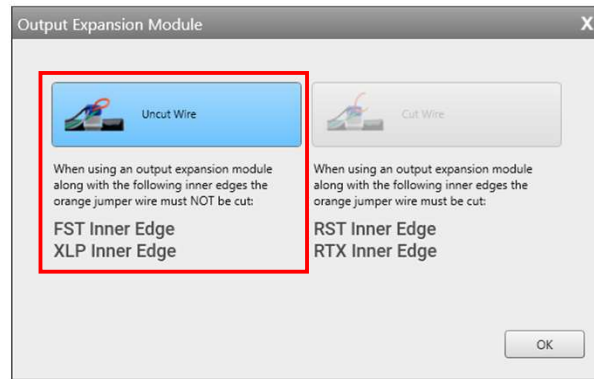 Output Expansion Module
X
Uncut Wire
When using an output expansion module
along with the following inner edges the
orange jumper wire must NOT be cut:
FST Inner Edge
XLP Inner Edge
Cut Wire
When using an output expansion module
along with the following inner edges the
orange jumper wire must be cut:
RST Inner Edge
RTX Inner Edge
OK